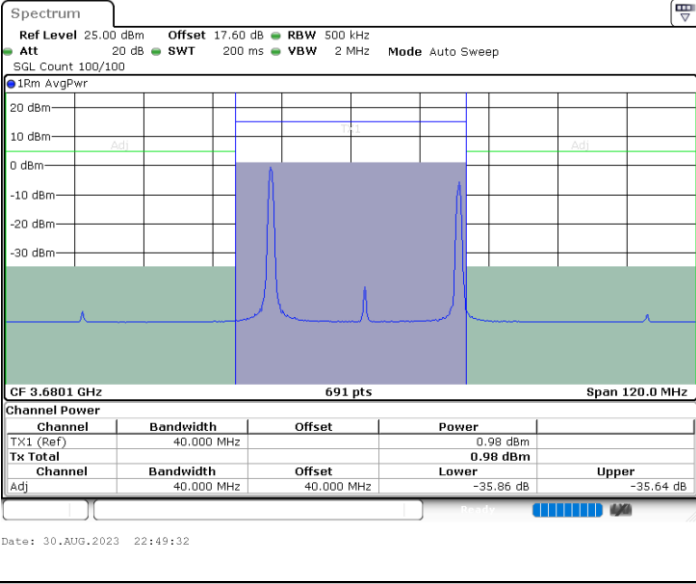 Spectrum
Ref Level 25.00 dBm Offset 17.60 dB RBW 500 kHz
Att 20 dB SWT 200 ms VBW 2 MHz Mode Auto Sweep
SGL Count 100/100
1Rm AvgPwr
20 dBm
TX1
10 dBm
Adj Adj
0 dBm
-10 dBm
-20 dBm
-30 dBm
CF 3.6801 GHz 691 pts Span 120.0 MHz
Channel Power
Channel Bandwidth Offset Power
TX1 (Ref) 40.000 MHz 0.98 dBm
Tx Total 0.98 dBm
Channel Bandwidth Offset Lower Upper
Adj 40.000 MHz 40.000 MHz -35.86 dB -35.64 dB
Ready
Date: 30.AUG.2023 22:49:32